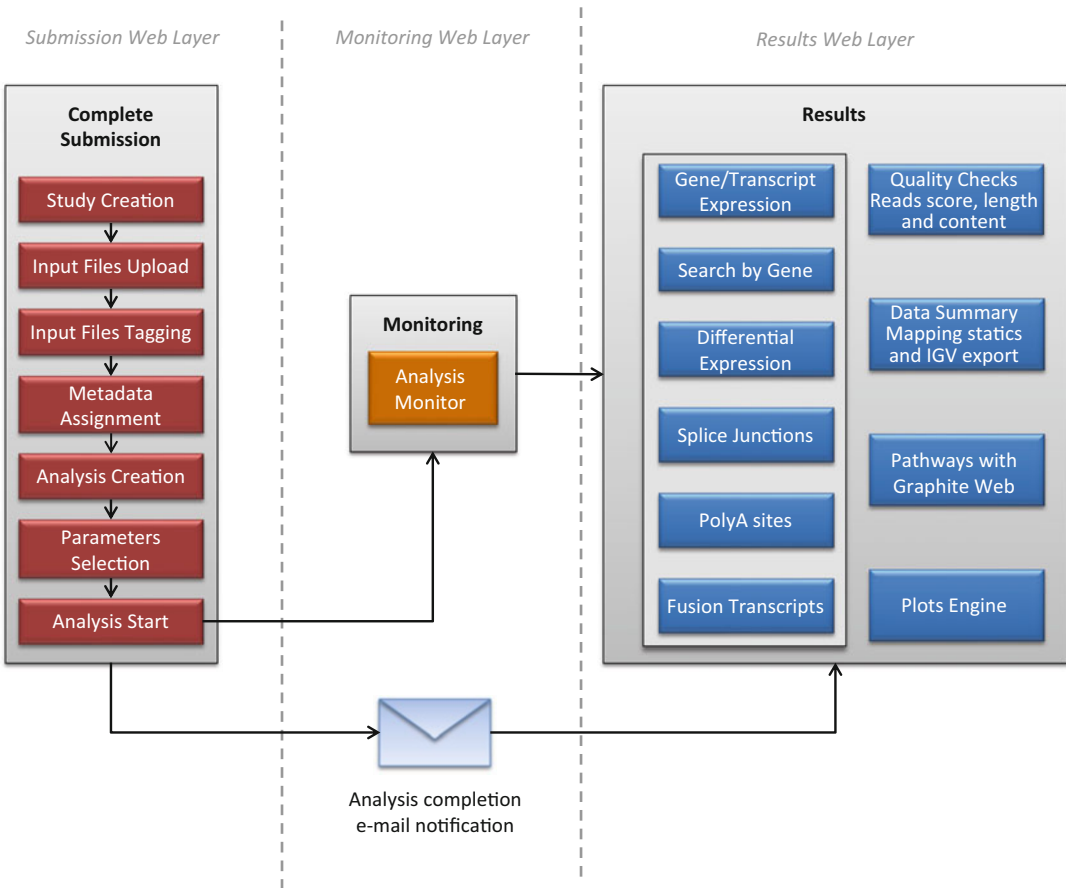 Submission Web Layer
Monitoring Web Layer
Results Web Layer
Complete
Submission
Study Creation
Input Files Upload
Input Files Tagging
Metadata
Assignment
Analysis Creation
Parameters
Selection
Analysis Start
Monitoring
Analysis
Monitor
Analysis completion
e-mail notification
Results
Gene/Transcript
Expression
Search by Gene
Differential
Expression
Splice Junctions
PolyA sites
Fusion Transcripts
Quality Checks
Reads score, length
and content
Data Summary
Mapping statics
and IGV export
Pathways with
Graphite Web
Plots Engine